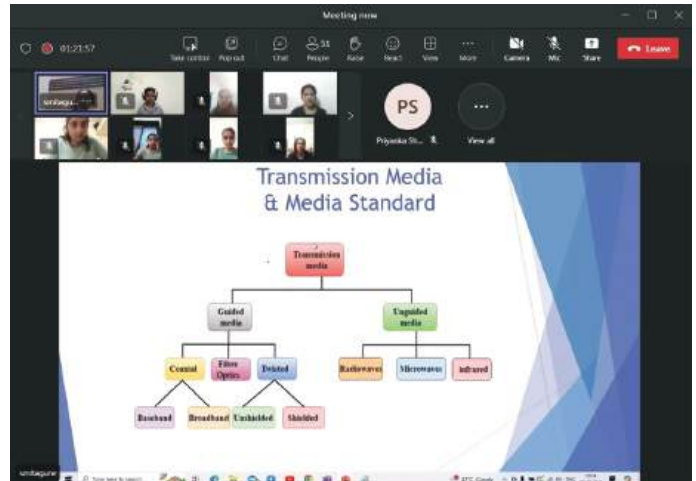 Meeting now
01:21:57
Take control
Pop out
Chat
31
People
Raise
React
View
More
Camera
Mic
Share
Leave
PS
View all
Transmission Media
& Media Standard
Transmission
media
Guided
media
Unguided
media
Coaxial
Fibre
Optics
Twisted
Radiowaves
Microwaves
infrared
Baseband
Broadband
Unshielded
Shielded